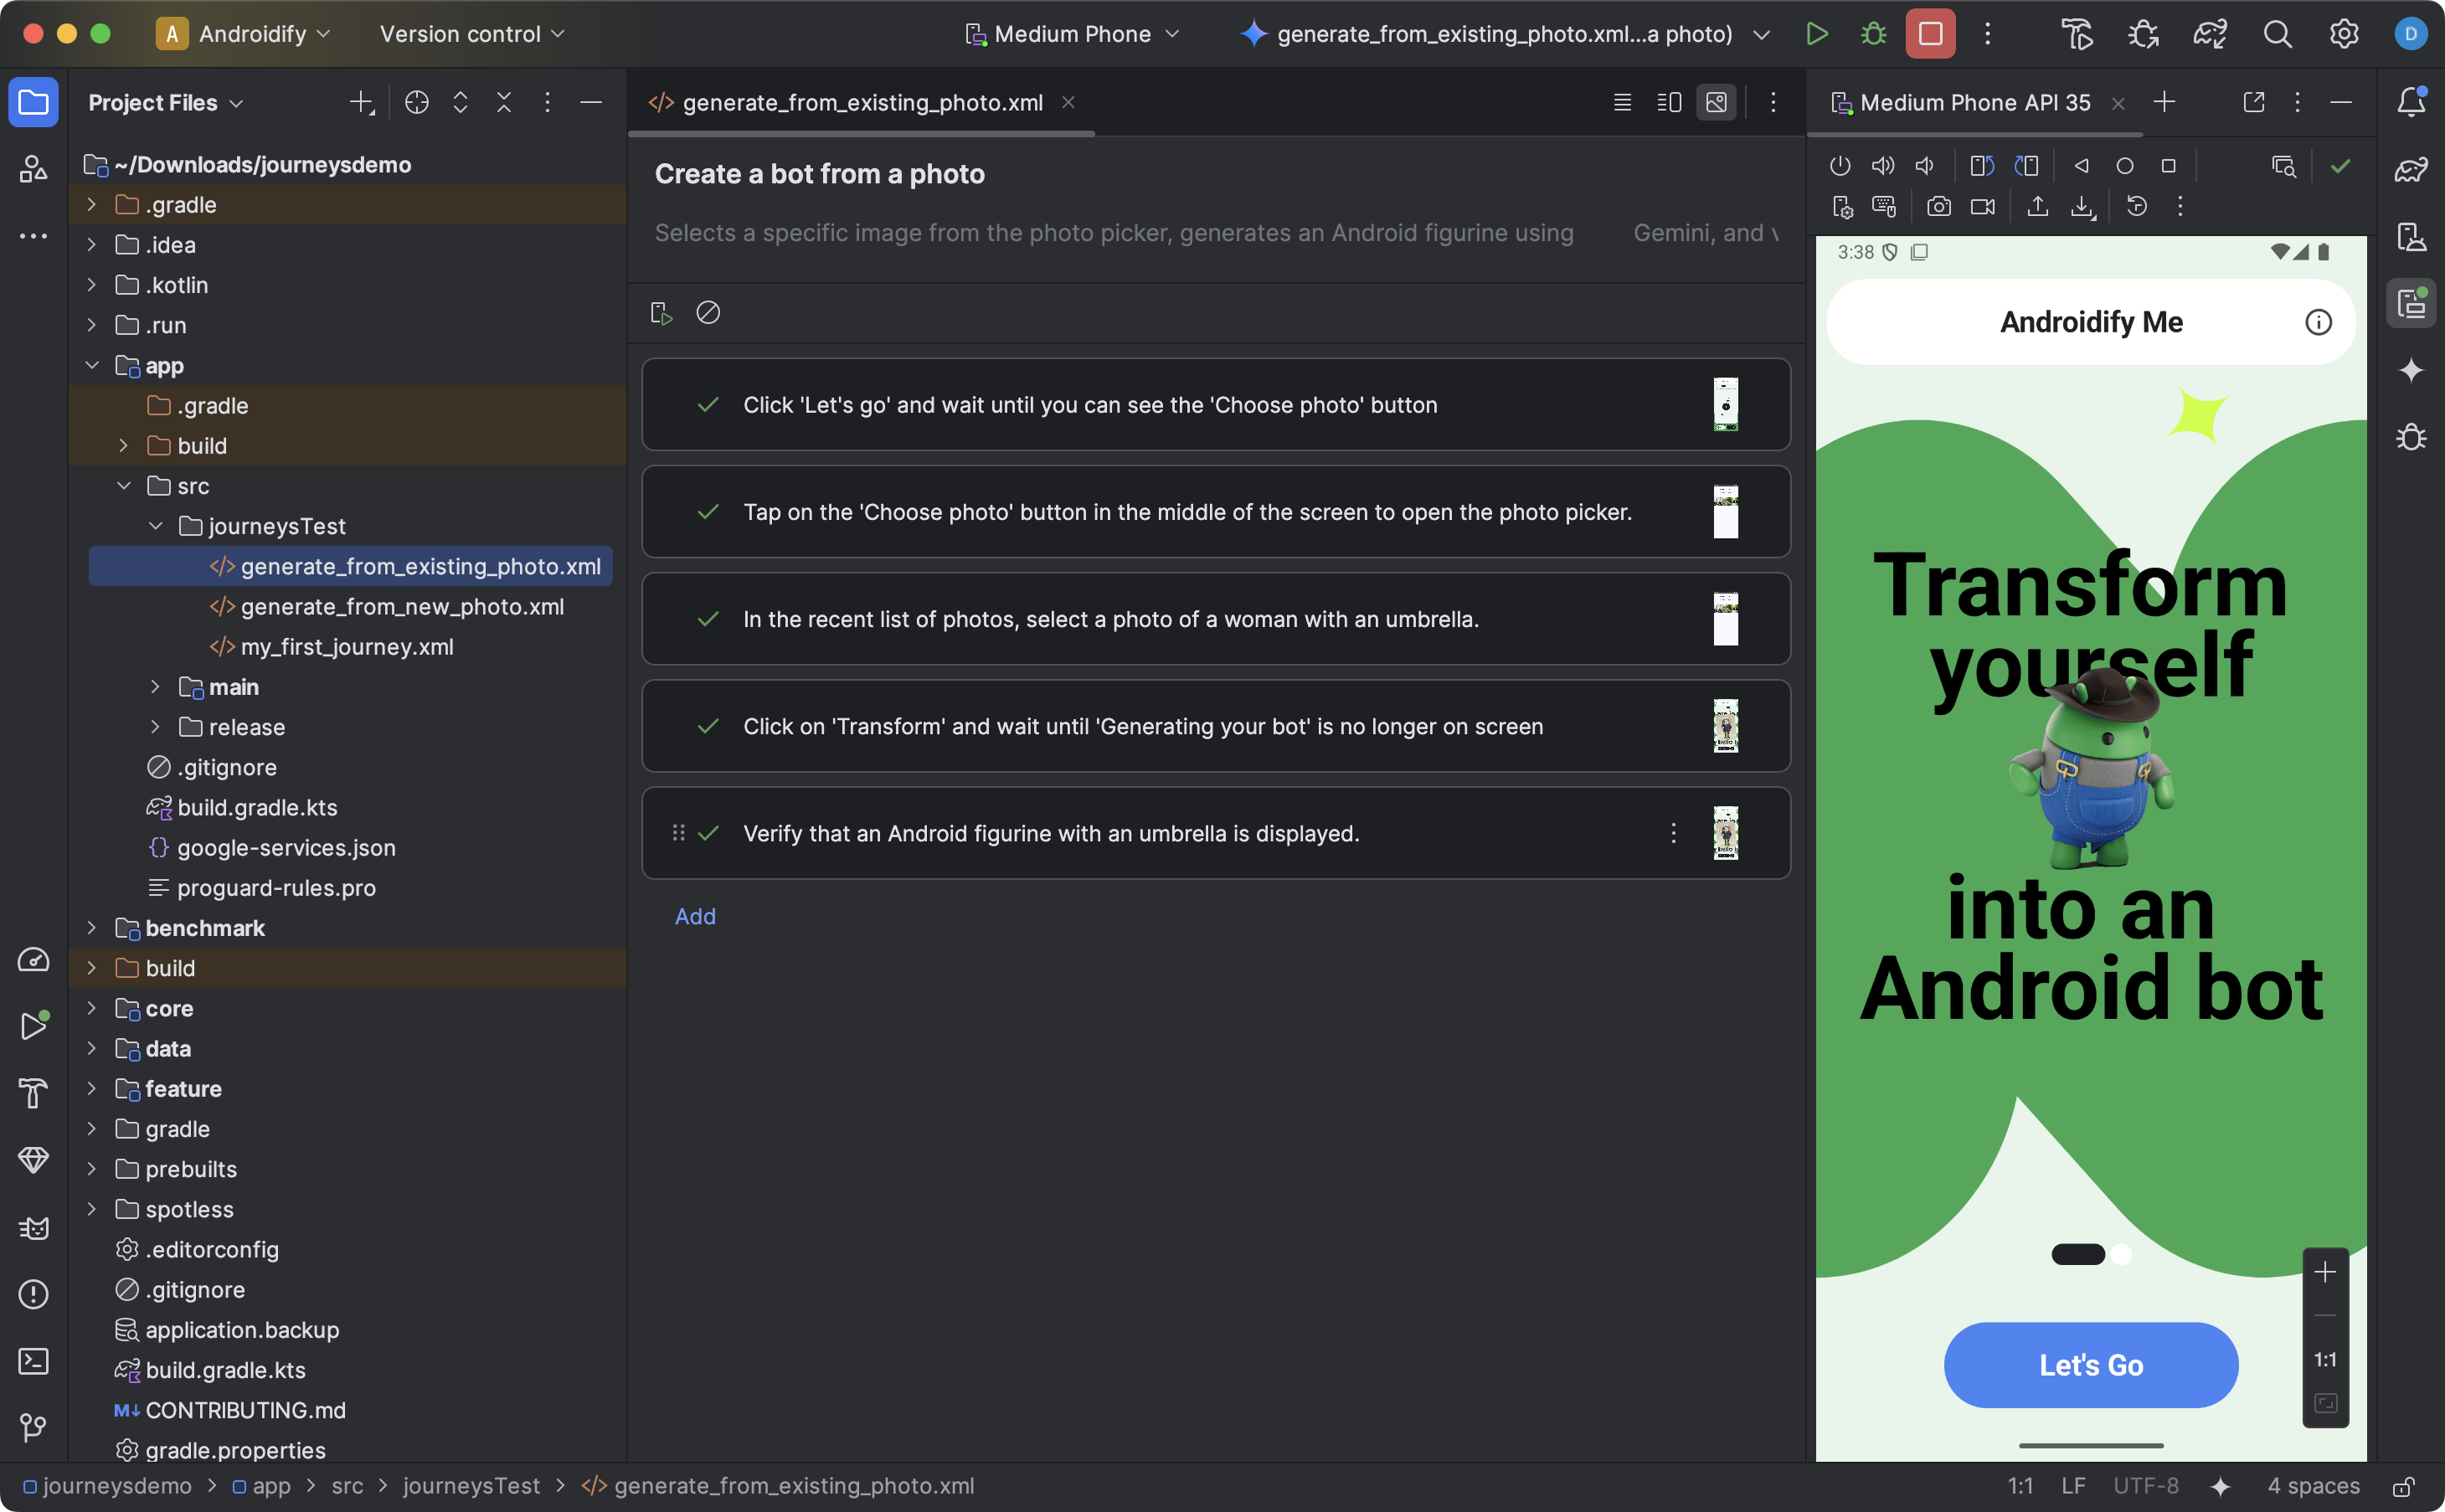 A Androidify
Version control
Medium Phone
generate_from_existing_photo.xml...a photo)
D
Project Files
~/Downloads/journeysdemo
.gradle
.idea
.kotlin
.run
app
.gradle
build
src
journeysTest
generate_from_existing_photo.xml
generate_from_new_photo.xml
my_first_journey.xml
main
release
.gitignore
build.gradle.kts
google-services.json
proguard-rules.pro
benchmark
build
core
data
feature
gradle
prebuilts
spotless
.editorconfig
.gitignore
application.backup
build.gradle.kts
CONTRIBUTING.md
gradle.properties
generate_from_existing_photo.xml
Create a bot from a photo
Selects a specific image from the photo picker, generates an Android figurine using Gemini, and
Click 'Let's go' and wait until you can see the 'Choose photo' button
Tap on the 'Choose photo' button in the middle of the screen to open the photo picker.
In the recent list of photos, select a photo of a woman with an umbrella.
Click on 'Transform' and wait until 'Generating your bot' is no longer on screen
Verify that an Android figurine with an umbrella is displayed.
Add
Medium Phone API 35
3:38
Androidify Me
Transform
yourself
into an
Android bot
Let's Go
1:1
journeysdemo > app > src > journeysTest > generate_from_existing_photo.xml
1:1 LF UTF-8 4 spaces